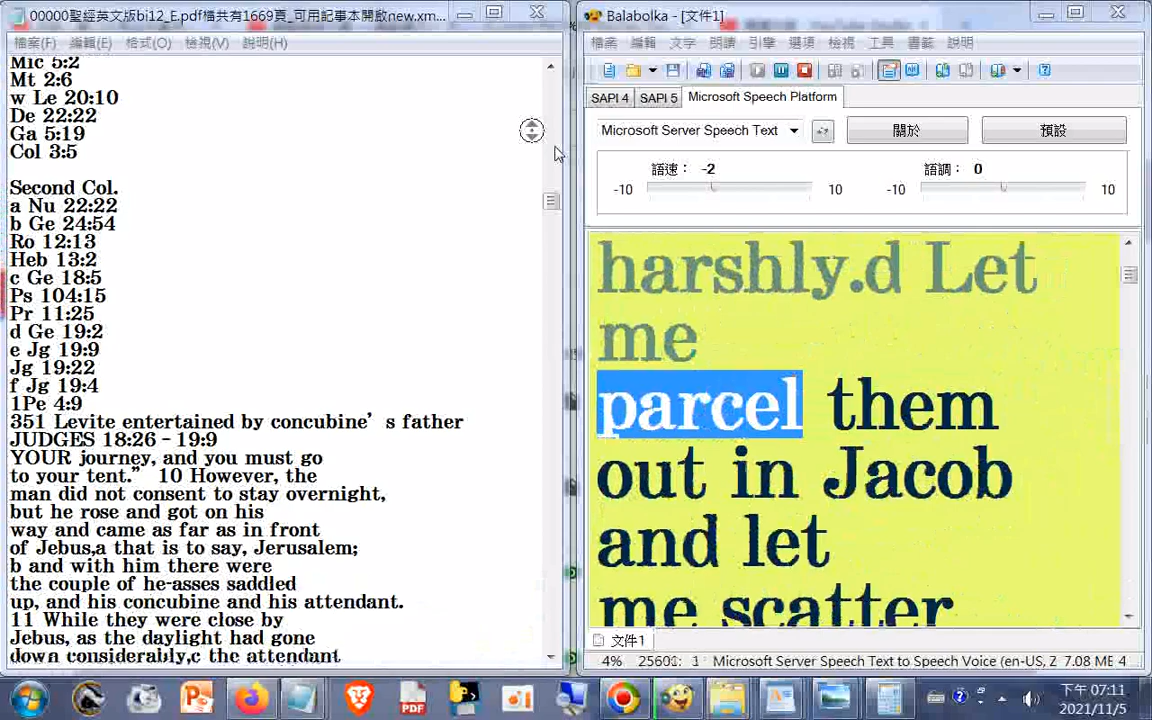 00000聖經英文版bi12_E.pdf檔共有1669頁_可用記事本開啟new.xm...
檔案(F) 編輯(E) 格式(O) 檢視(V) 說明(H)
Mic 5:2
Mt 2:6
w Le 20:10
De 22:22
Ga 5:19
Col 3:5
Second Col.
a Nu 22:22
b Ge 24:54
Ro 12:13
Heb 13:2
c Ge 18:5
Ps 104:15
Pr 11:25
d Ge 19:2
e Jg 19:9
Jg 19:22
f Jg 19:4
1Pe 4:9
351 Levite entertained by concubine’s father
JUDGES 18:26–19:9
YOUR journey, and you must go
to your tent.” 10 However, the
man did not consent to stay overnight,
but he rose and got on his
way and came as far as in front
of Jebus,a that is to say, Jerusalem;
b and with him there were
the couple of he-asses saddled
up, and his concubine and his attendant.
11 While they were close by
Jebus, as the daylight had gone
down considerably,c the attendant
Balabolka - [文件1]
檔案 編輯 文字 朗讀 引擎 選項 檢視 工具 書籤 說明
SAPI 4 SAPI 5 Microsoft Speech Platform
Microsoft Server Speech Text 關於 預設
語速： -2 語調： 0
-10 10 -10 10
harshly.d Let
me
parcel them
out in Jacob
and let
me scatter
文件1
4% 25601: 1 Microsoft Server Speech Text to Speech Voice (en-US, Z 7.08 ME 4
PDF
下午 07:11
2021/11/5